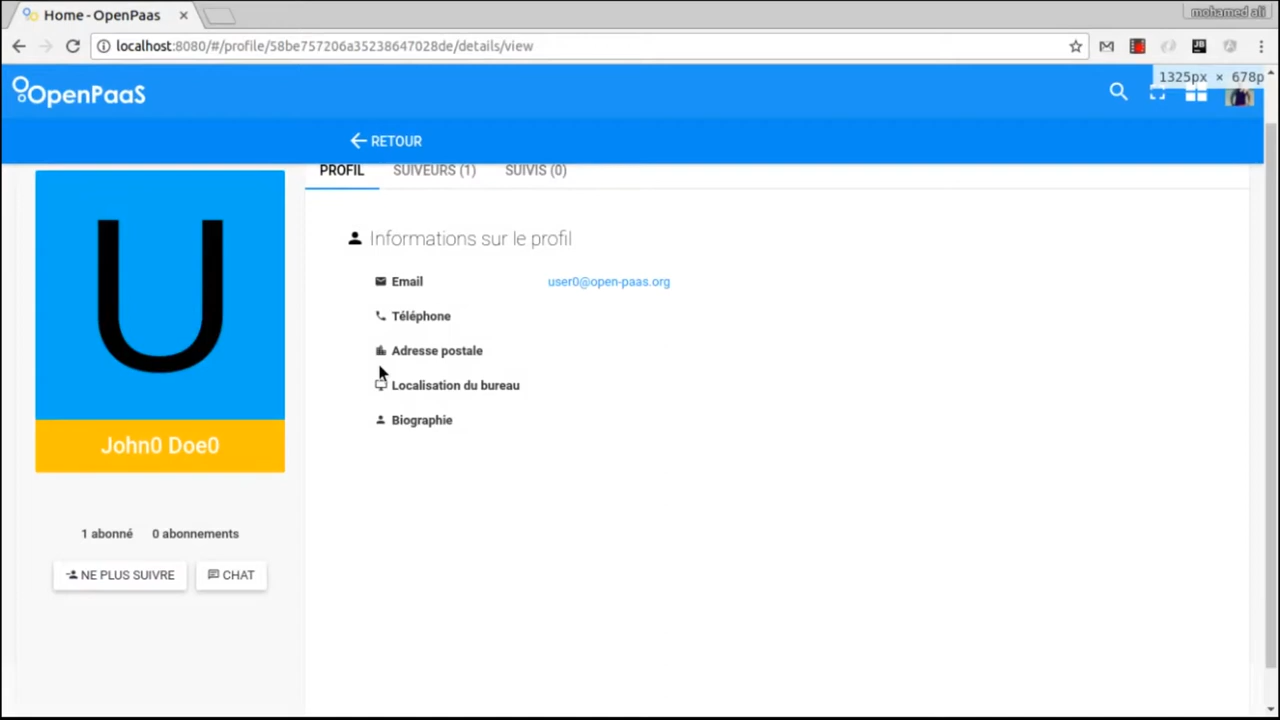 Home - OpenPaas
mohamed ali
localhost:8080/#/profile/58be757206a35238647028de/details/view
1325px × 678p
OpenPaaS
RETOUR
PROFIL SUIVEURS (1) SUIVIS (0)
U
Informations sur le profil
Email user0@open-paas.org
Téléphone
Adresse postale
Localisation du bureau
Biographie
John0 Doe0
1 abonné 0 abonnements
NE PLUS SUIVRE CHAT